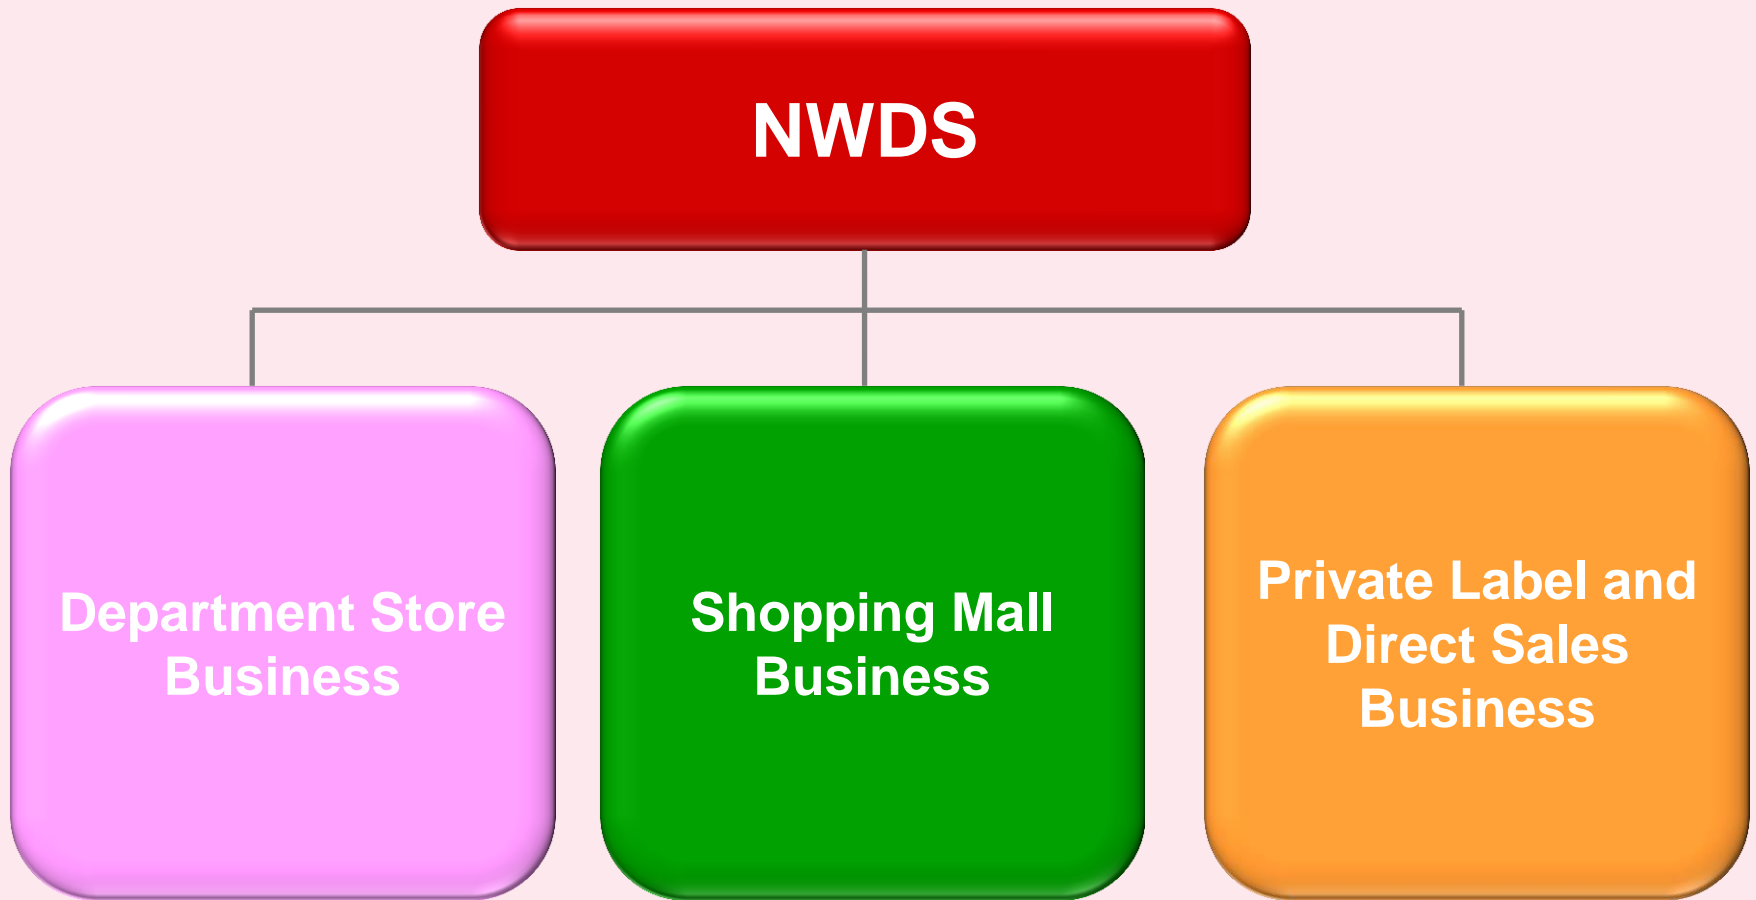 NWDS
Department Store
Business
Shopping Mall
Business
Private Label and
Direct Sales
Business